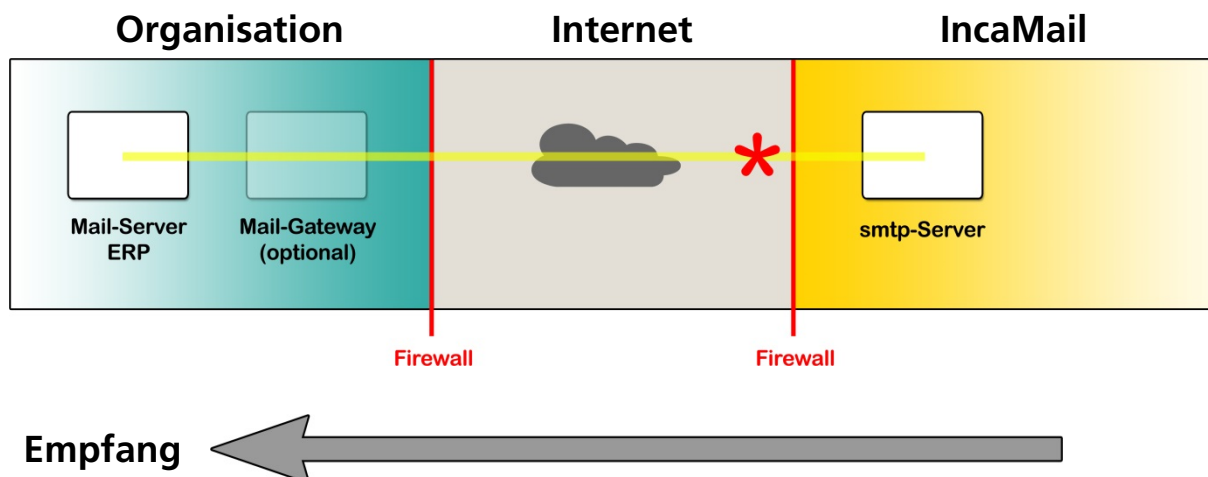 Organisation
Internet
IncaMail
Mail-Server
ERP
Mail-Gateway
(optional)
*
smtp-Server
Firewall
Firewall
Empfang